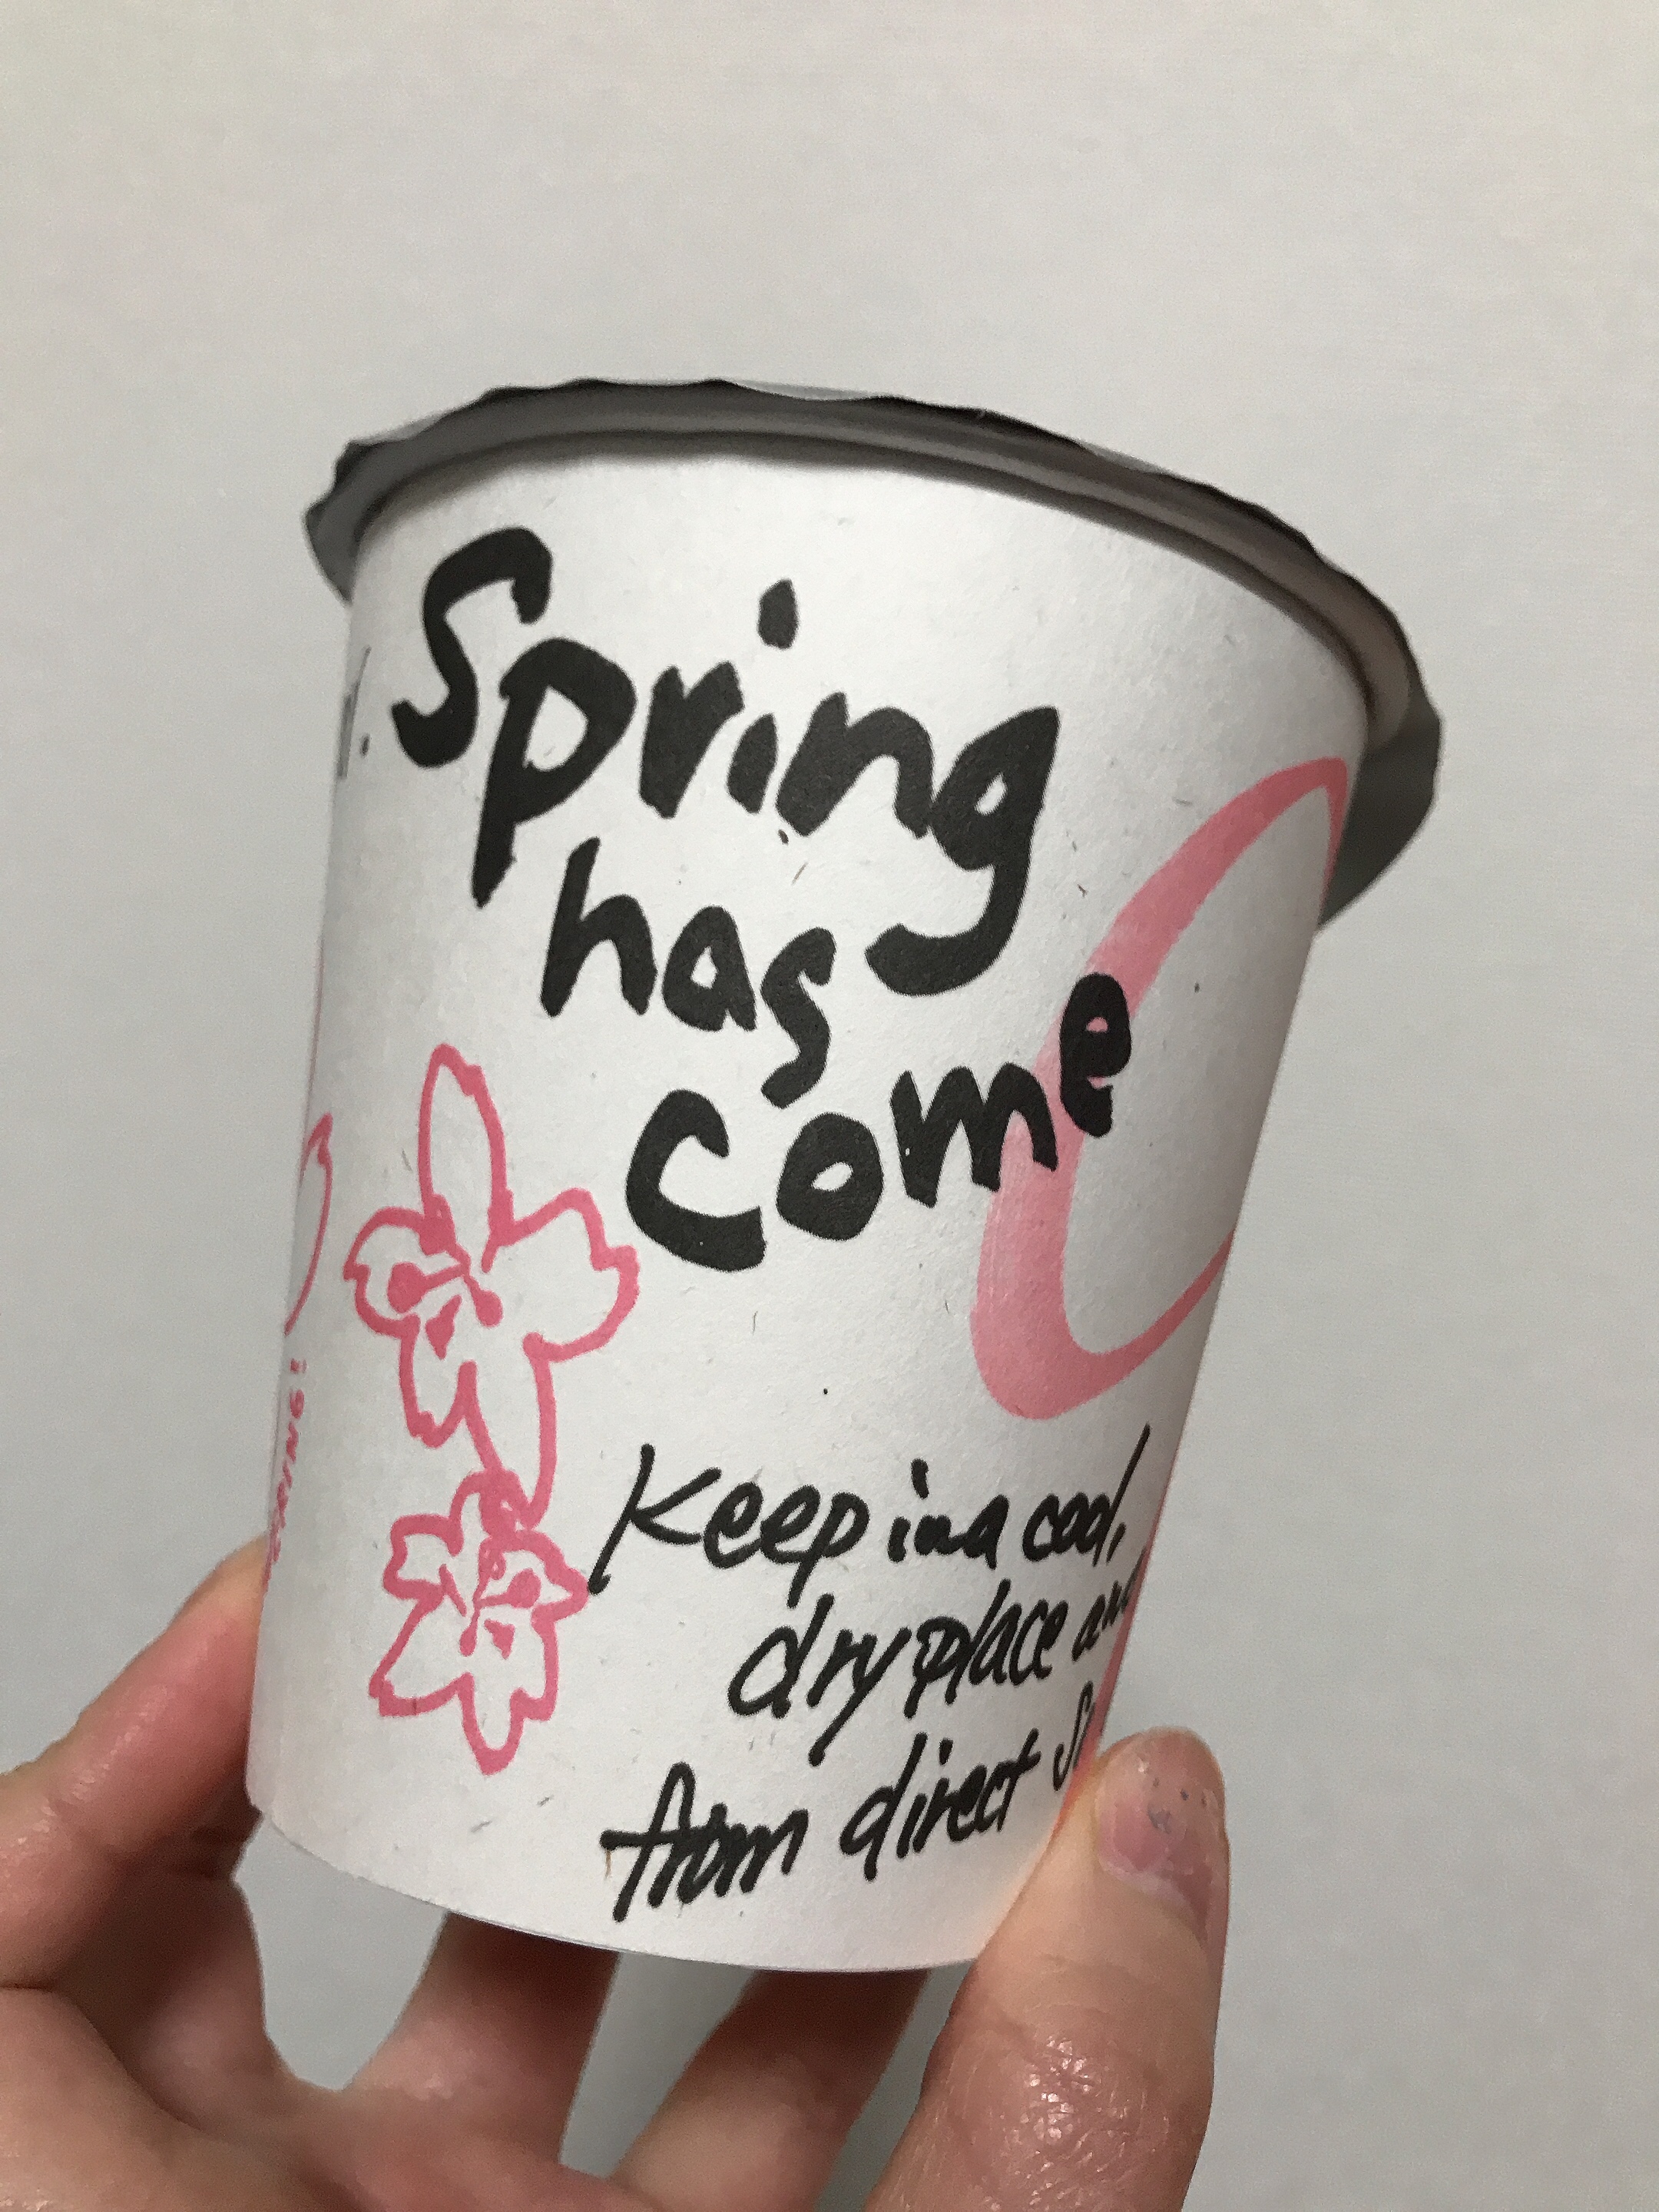 Spring
has
come
Keep in a cool,
dry place and
from direct